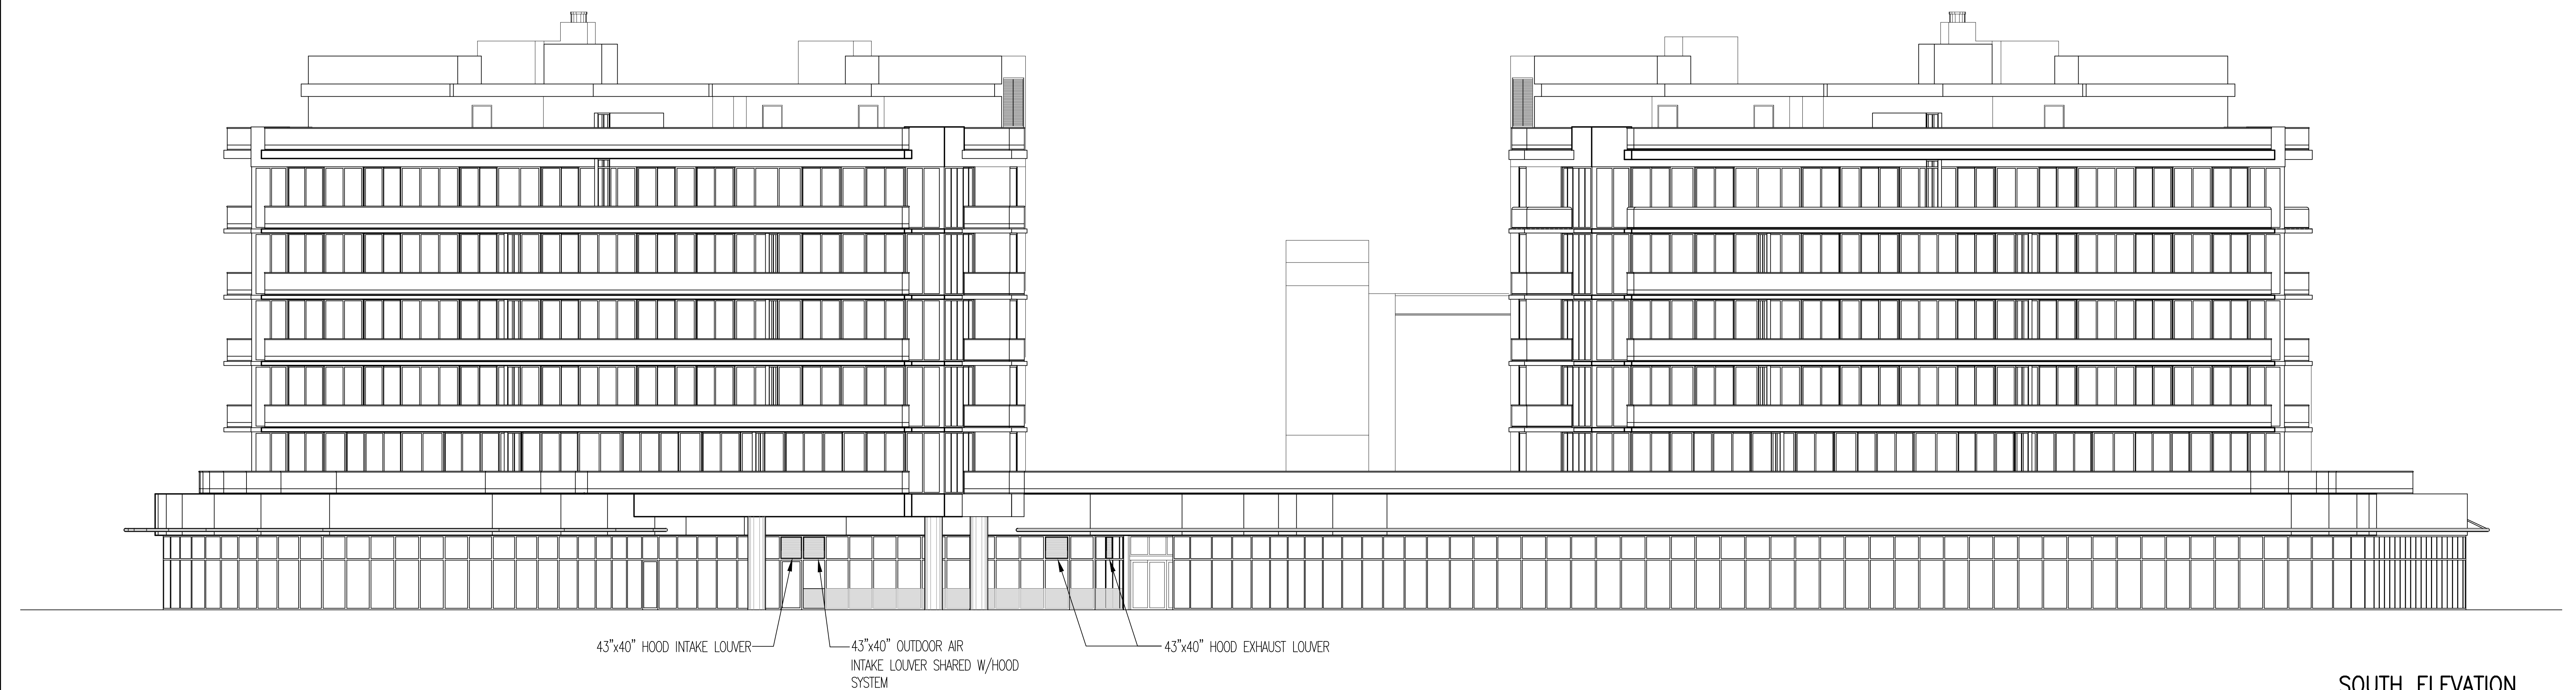 43"x40" HOOD INTAKE LOUVER
43"x40" OUTDOOR AIR
INTAKE LOUVER SHARED W/HOOD
SYSTEM
43"x40" HOOD EXHAUST LOUVER
SOUTH ELEVATION